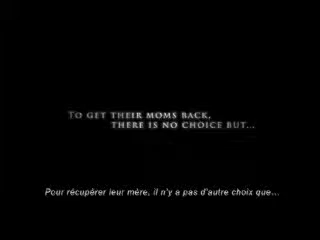 TO GET THEIR MOMS BACK,
THERE IS NO CHOICE BUT...
Pour récupérer leur mère, il n'y a pas d'autre choix que...